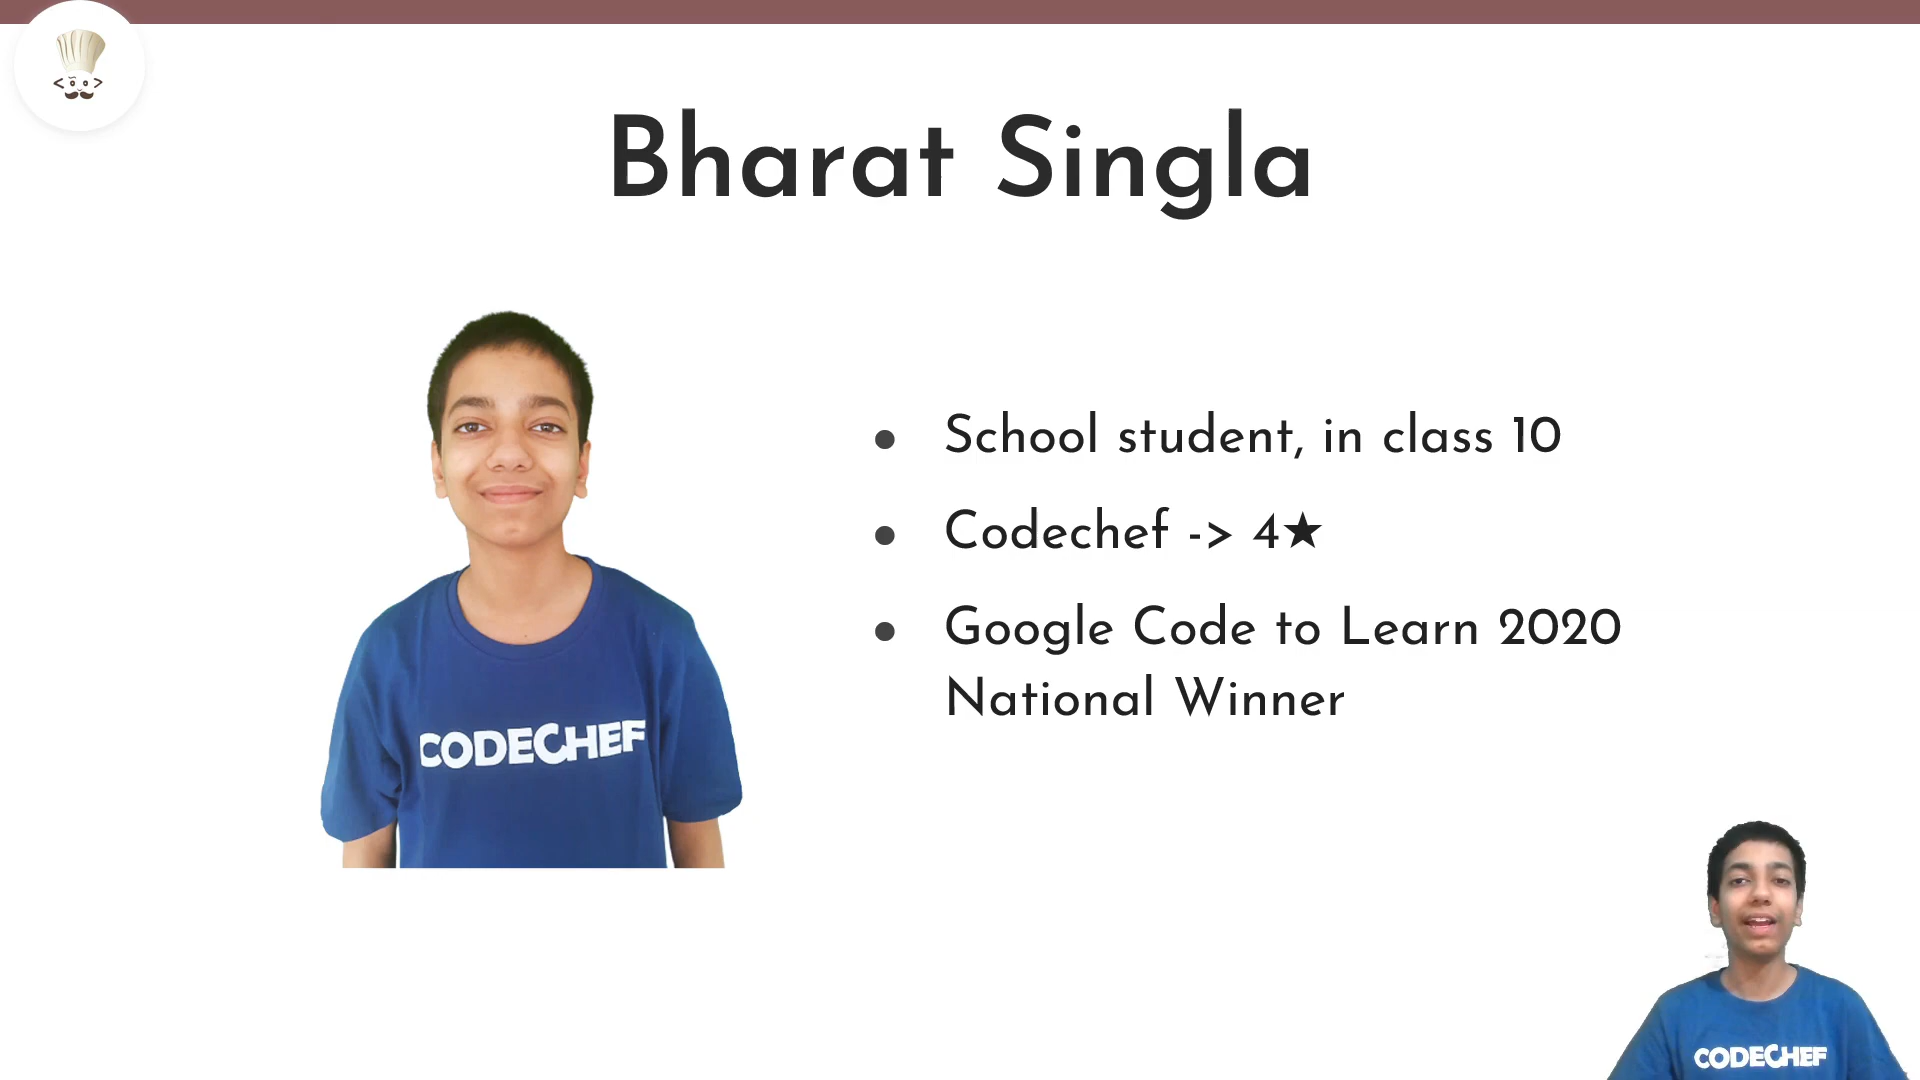 Bharat Singla
● School student, in class 10
● Codechef -> 4★
● Google Code to Learn 2020
National Winner
CODECHEF
CODECHEF